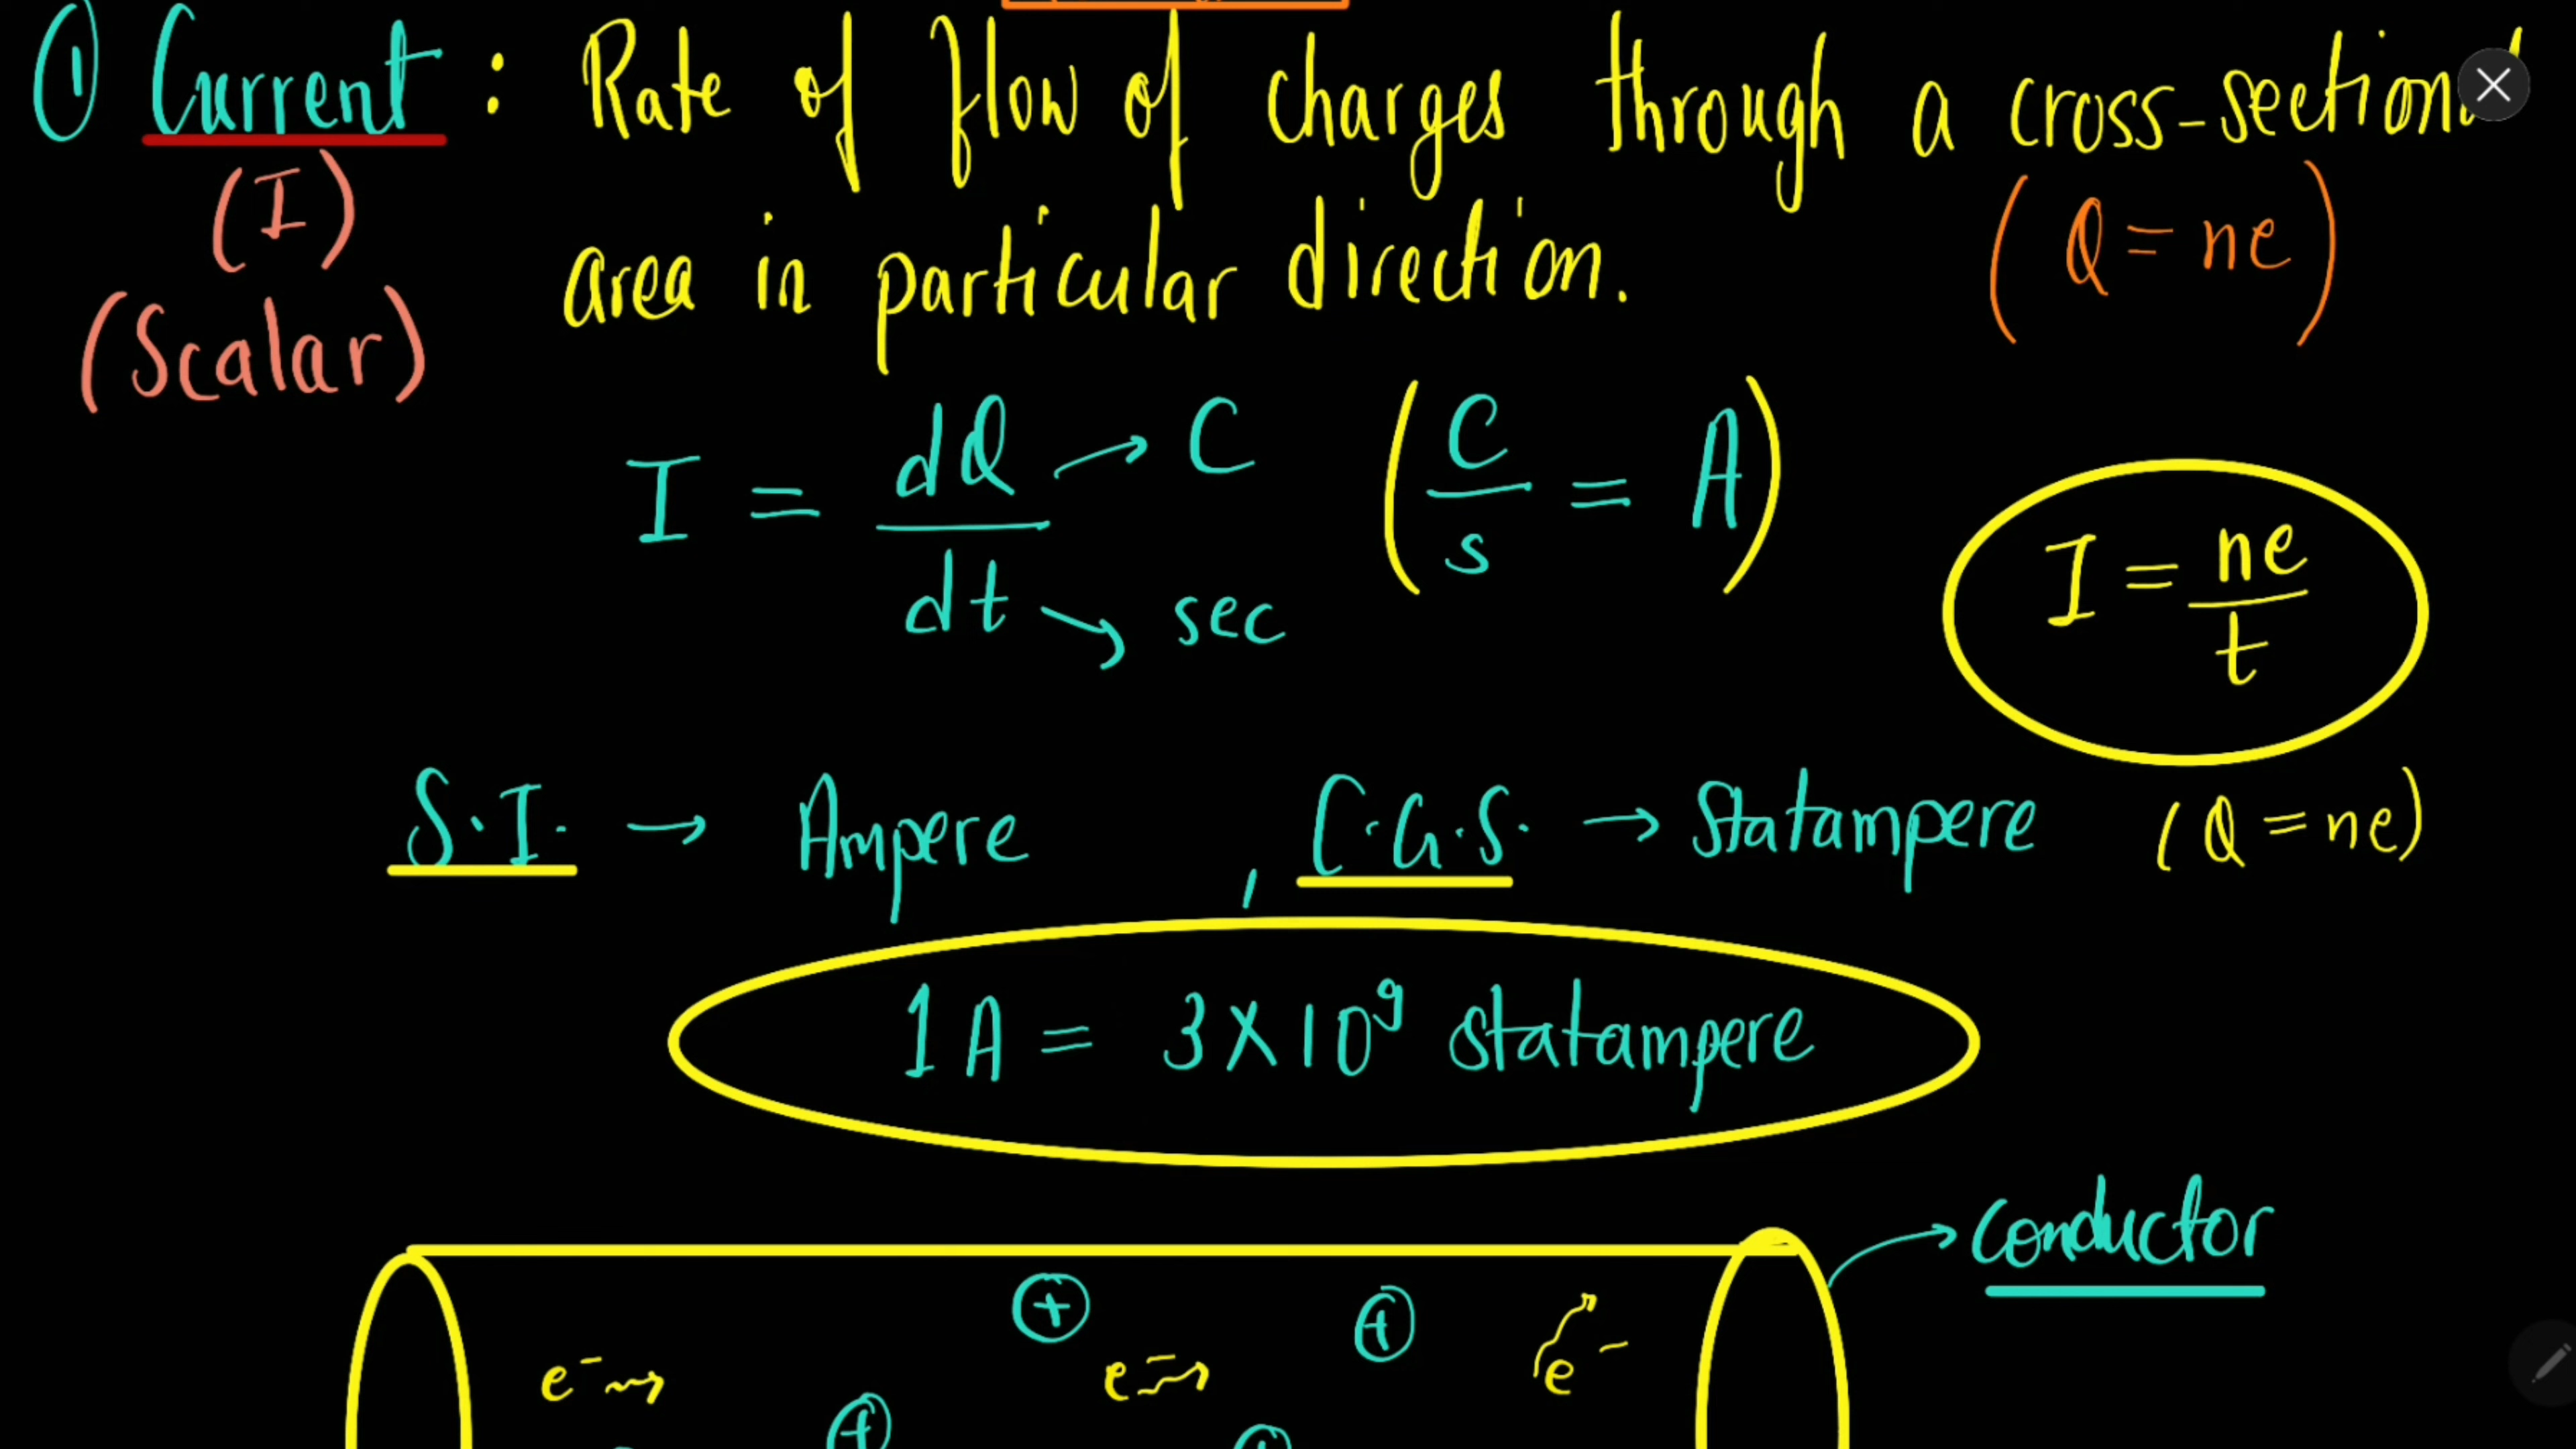 ① Current : Rate of flow of charges through a cross-sectional
(I) area in particular direction. (Q = ne)
(Scalar)
I = dQ/dt → C → sec (C/s = A)
I = ne/t
S.I. → Ampere , C.G.S. → Statampere (Q = ne)
1 A = 3 × 10⁹ statampere
conductor
+ +
e⁻ e⁻ e⁻
+ +